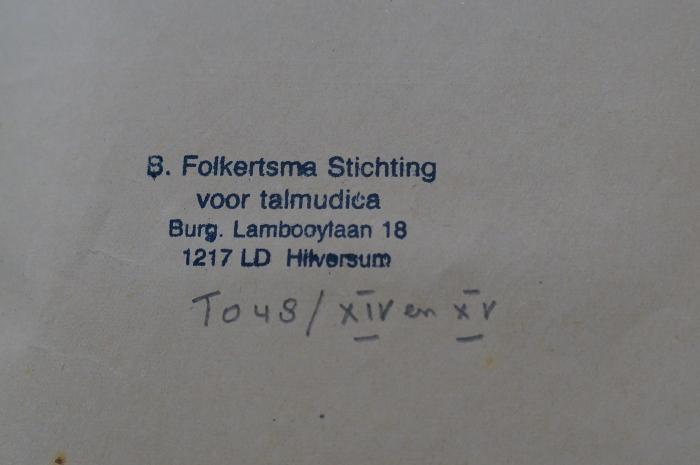 B. Folkertsma Stichting
voor talmudica
Burg. Lambooylaan 18
1217 LD Hilversum
T048/XIV en XV